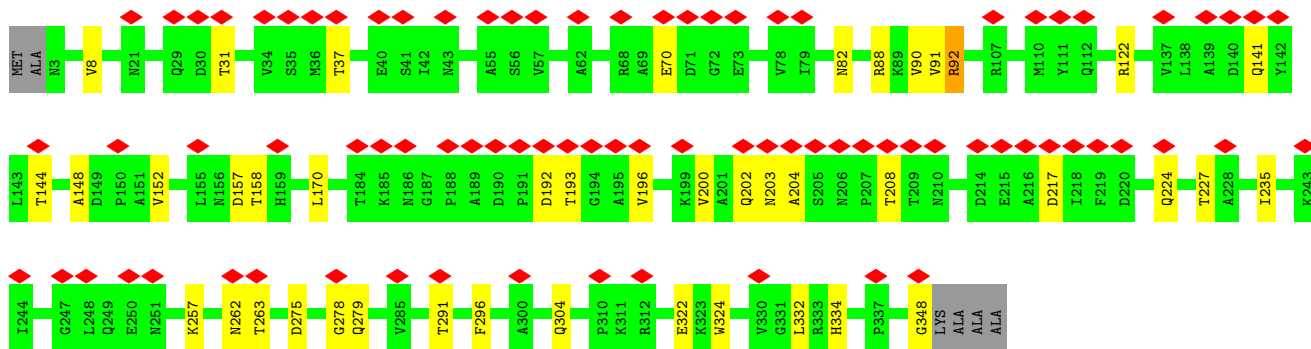 MET ALA N3 V8 N21 Q29 D30 T31 V34 S35 M36 T37 E40 S41 I42 N43 A55 S56 V57 A62 R68 A69 E70 D71 G72 E73 V78 I79 N82 R88 K89 V90 V91 R92 R107 M110 Y111 Q112 R122 V137 L138 A139 D140 Q141 Y142
L143 T144 A148 D149 P150 A151 V152 L155 N156 D157 T158 H159 L170 T184 K185 N186 G187 P188 A189 D190 P191 D192 T193 G194 A195 V196 K199 V200 A201 Q202 N203 A204 S205 N206 P207 T208 T209 N210 D214 E215 A216 D217 I218 F219 D220 Q224 T227 A228 I235 K243
I244 G247 L248 Q249 E250 N251 K257 N262 T263 D275 G278 Q279 V285 T291 F296 A300 Q304 P310 K311 R312 E322 K323 W324 V330 G331 L332 R333 H334 P337 G348 LYS ALA ALA ALA